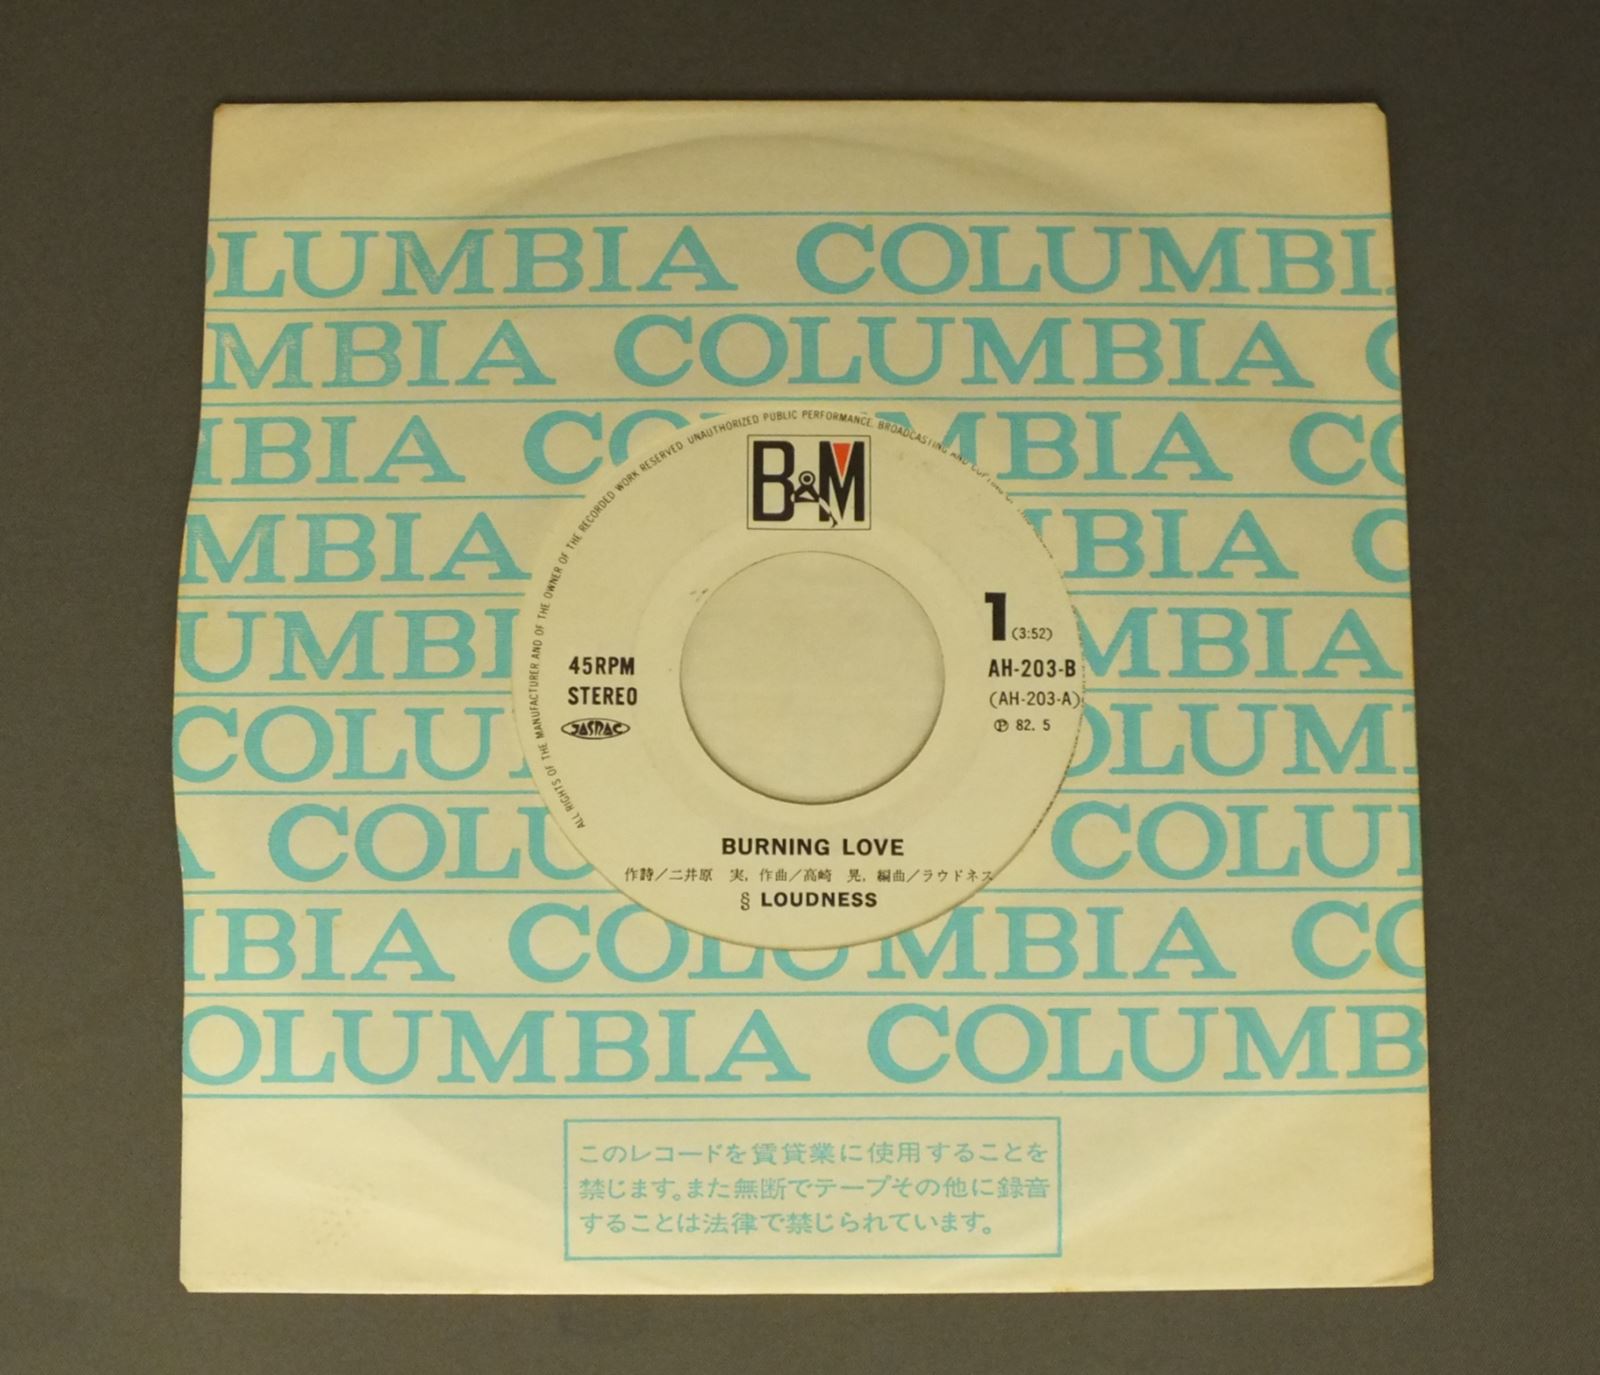 OLUMBIA COLUMBI
MBIA COLUMBIA C
IBIA CO MBIA CO
MBIA BIA C
UMBI MBIA
COLU OLUM
A COLU COLU
BIA COLUMBIA CO
OLUMBIA COLUMB
ALL RIGHTS OF THE MANUFACTURER AND OF THE OWNER OF THE RECORDED WORK RESERVED. UNAUTHORIZED PUBLIC PERFORMANCE. BROADCASTING AND COPYING
B&M
1 (3:52)
45RPM AH-203-B
STEREO (AH-203-A)
JASRAC ℗ 82. 5
BURNING LOVE
作詩/二井原 実, 作曲/高崎 晃, 編曲/ラウドネス
§ LOUDNESS
このレコードを賃貸業に使用することを
禁じます。また無断でテープその他に録音
することは法律で禁じられています。